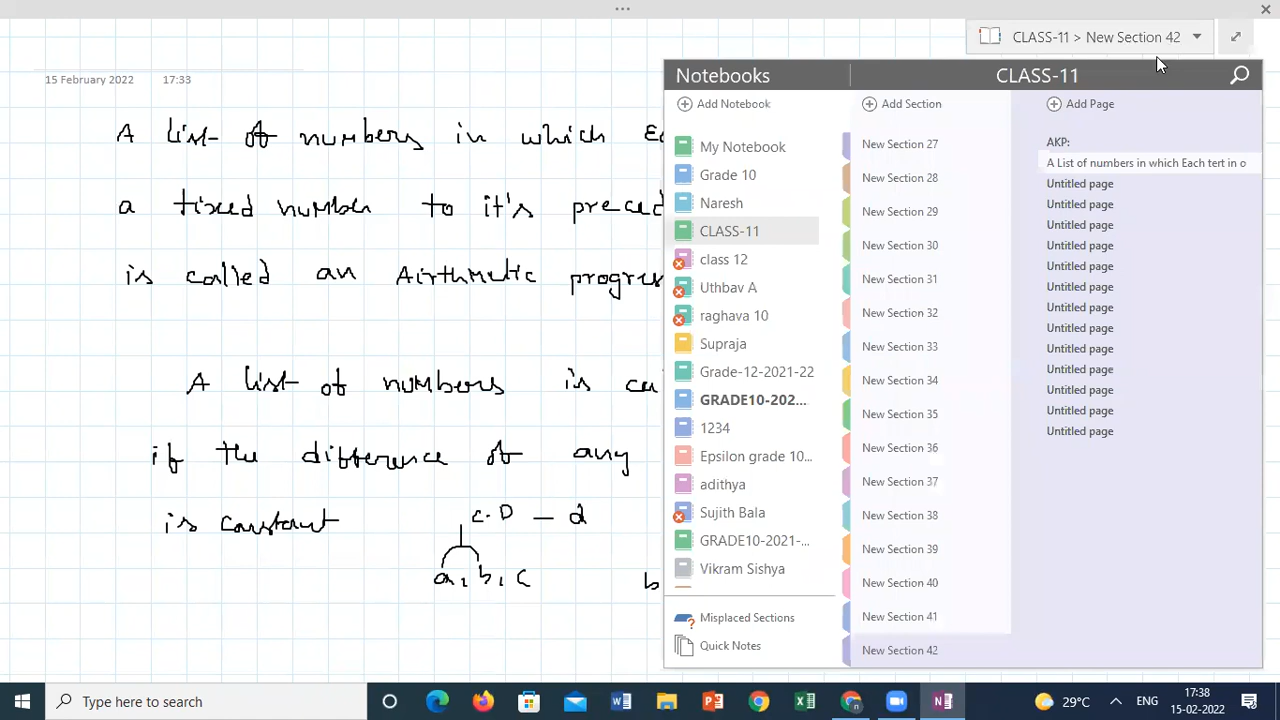 CLASS-11 > New Section 42
15 February 2022 17:33
A list of numbers in which
a fixed number to it's preced
is called an Airthmetic progres
A list of numbers is ca
if the difference of any
is constant
C.D — d
a, b, c
b
Notebooks
CLASS-11
Add Notebook
My Notebook
Grade 10
Naresh
CLASS-11
class 12
Uthbav A
raghava 10
Supraja
Grade-12-2021-22
GRADE10-202...
1234
Epsilon grade 10...
adithya
Sujith Bala
GRADE10-2021-...
Vikram Sishya
Misplaced Sections
Quick Notes
Add Section
New Section 27
New Section 28
New Section 29
New Section 30
New Section 31
New Section 32
New Section 33
New Section 34
New Section 35
New Section 36
New Section 37
New Section 38
New Section 39
New Section 40
New Section 41
New Section 42
Add Page
AKP:
A List of numbers in which Each tert in o
Untitled page
Untitled page
Untitled page
Untitled page
Untitled page
Untitled page
Untitled page
Untitled page
Untitled page
Untitled page
Untitled page
Untitled page
Untitled page
Type here to search
29°C
ENG
17:38
15-02-2022